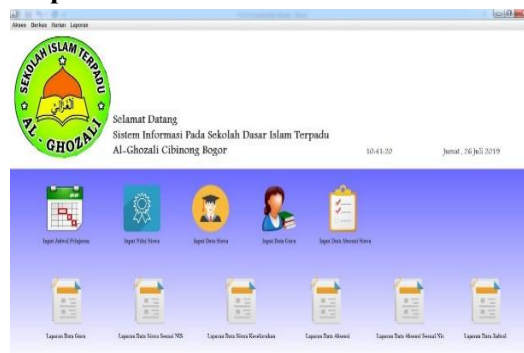 Akses Berkas Harian Laporan
SEKOLAH ISLAM TERPADU
AL - GHOZALI
Selamat Datang
Sistem Informasi Pada Sekolah Dasar Islam Terpadu
Al-Ghozali Cibinong Bogor
10:41:20
Jumat , 26 Juli 2019
Input Jadwal Pelajaran
Input Nilai Siswa
Input Data Siswa
Input Data Guru
Input Data Absensi Siswa
Laporan Data Guru
Laporan Data Siswa Sesuai NIS
Laporan Data Siswa Keseluruhan
Laporan Data Absensi
Laporan Data Absensi Sesuai Nis
Laporan Data Jadwal